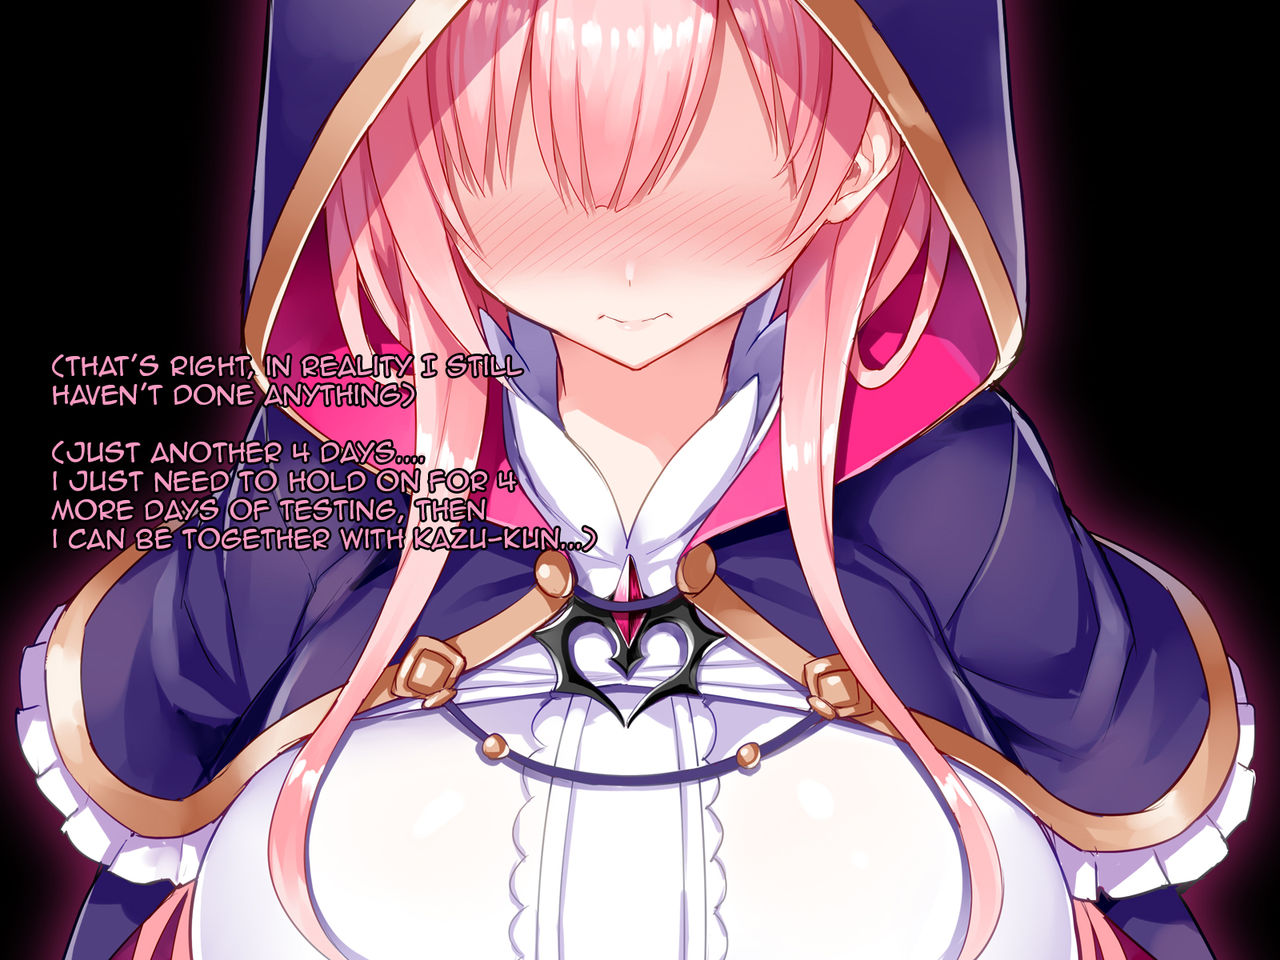 (THAT'S RIGHT, IN REALITY I STILL
HAVEN'T DONE ANYTHING)
(JUST ANOTHER 4 DAYS....
I JUST NEED TO HOLD ON FOR 4
MORE DAYS OF TESTING, THEN
I CAN BE TOGETHER WITH KAZU-KUN...)